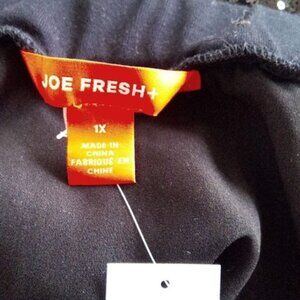 JOE FRESH+
1X
MADE IN
CHINA
FABRIQUÉ EN
CHINE